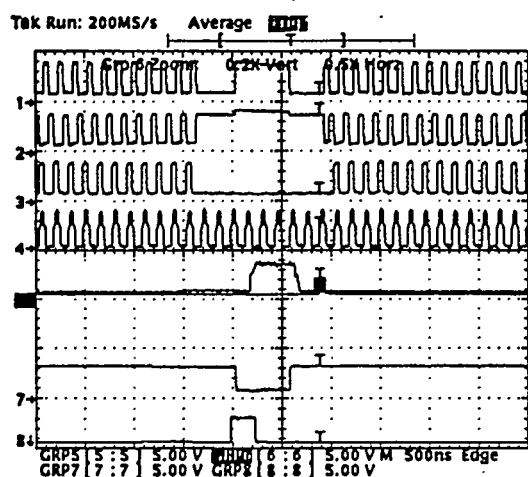 Tek Run: 200MS/s Average
Grp 6 Zoom: 0.2X Vert 0.5X Horz
1
2
3
4
7
8
GRP5 [ 5 : 5 ] 5.00 V [ 6 : 6 ] 5.00 V M 500ns Edge
GRP7 [ 7 : 7 ] 5.00 V GRP8 [ 8 : 8 ] 5.00 V